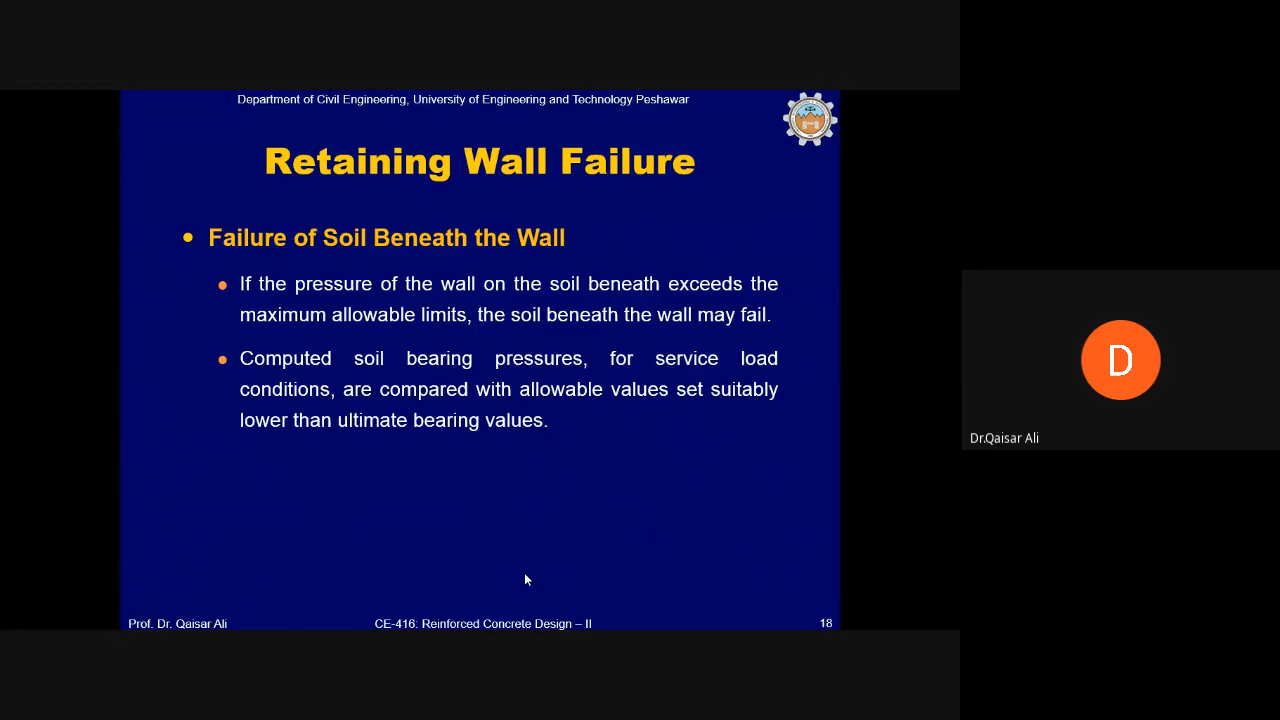 Department of Civil Engineering, University of Engineering and Technology Peshawar
Retaining Wall Failure
• Failure of Soil Beneath the Wall
• If the pressure of the wall on the soil beneath exceeds the
maximum allowable limits, the soil beneath the wall may fail.
• Computed soil bearing pressures, for service load
conditions, are compared with allowable values set suitably
lower than ultimate bearing values.
D
Dr.Qaisar Ali
Prof. Dr. Qaisar Ali
CE-416: Reinforced Concrete Design – II
18